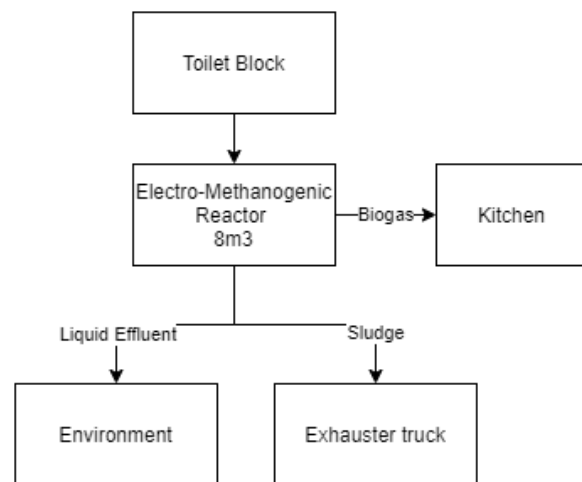 Toilet Block
Electro-Methanogenic
Reactor
8m3
Biogas
Kitchen
Liquid Effluent
Sludge
Environment
Exhauster truck